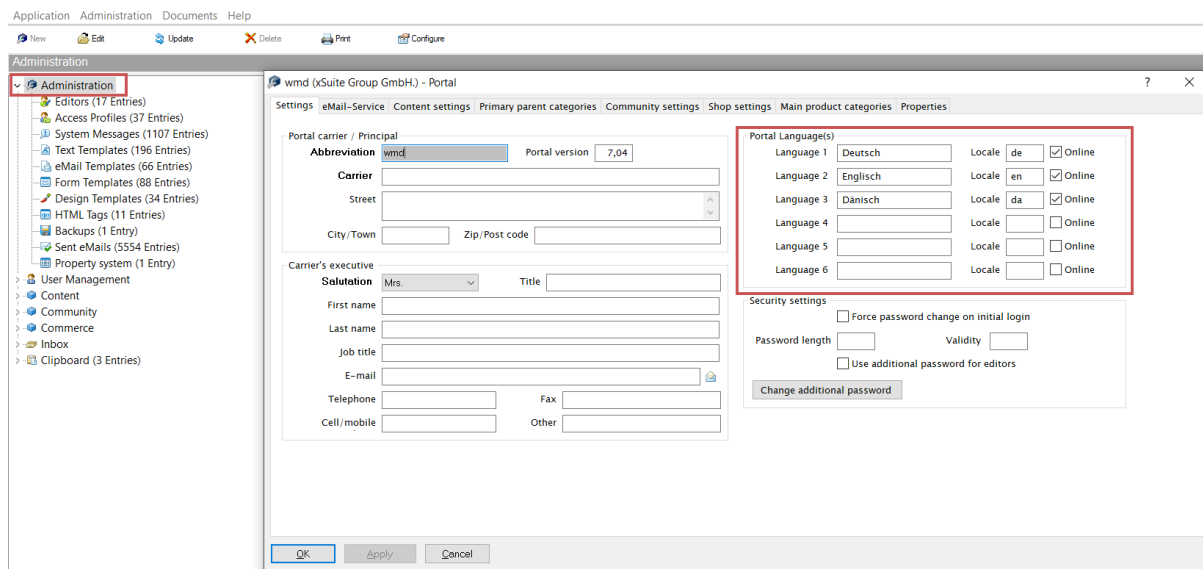 Application Administration Documents Help
New Edit Update Delete Print Configure
Administration
Administration
Editors (17 Entries)
Access Profiles (37 Entries)
System Messages (1107 Entries)
Text Templates (196 Entries)
eMail Templates (66 Entries)
Form Templates (88 Entries)
Design Templates (34 Entries)
HTML Tags (11 Entries)
Backups (1 Entry)
Sent eMails (5554 Entries)
Property system (1 Entry)
User Management
Content
Community
Commerce
Inbox
Clipboard (3 Entries)
wmd (xSuite Group GmbH.) - Portal ? X
Settings eMail-Service Content settings Primary parent categories Community settings Shop settings Main product categories Properties
Portal carrier / Principal
Abbreviation wmd Portal version 7,04
Carrier
Street
City/Town Zip/Post code
Carrier's executive
Salutation Mrs. Title
First name
Last name
Job title
E-mail
Telephone Fax
Cell/mobile Other
Portal Language(s)
Language 1 Deutsch Locale de Online
Language 2 Englisch Locale en Online
Language 3 Dänisch Locale da Online
Language 4 Locale Online
Language 5 Locale Online
Language 6 Locale Online
Security settings
Force password change on initial login
Password length Validity
Use additional password for editors
Change additional password
OK Apply Cancel